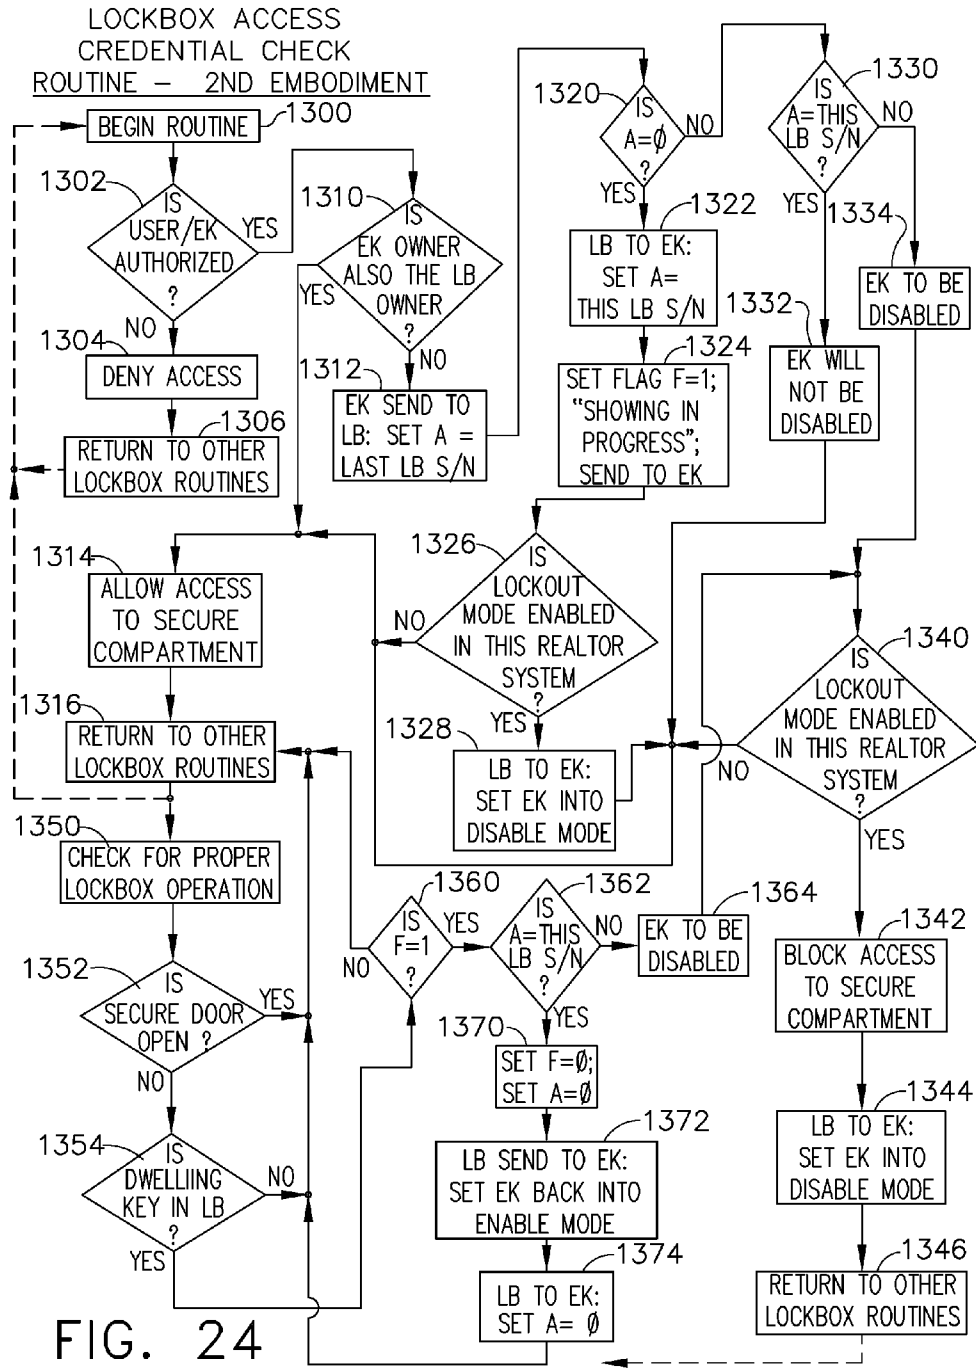 LOCKBOX ACCESS
CREDENTIAL CHECK
ROUTINE - 2ND EMBODIMENT
1300
BEGIN ROUTINE
1302
IS
USER/EK
AUTHORIZED
?
YES
NO
1304
DENY ACCESS
1306
RETURN TO OTHER
LOCKBOX ROUTINES
1310
IS
EK OWNER
ALSO THE LB
OWNER
?
YES
NO
1312
EK SEND TO
LB: SET A =
LAST LB S/N
1314
ALLOW ACCESS
TO SECURE
COMPARTMENT
1316
RETURN TO OTHER
LOCKBOX ROUTINES
1320
IS
A=Ø
?
NO
YES
1322
LB TO EK:
SET A=
THIS LB S/N
1324
SET FLAG F=1;
"SHOWING IN
PROGRESS";
SEND TO EK
1326
IS
LOCKOUT
MODE ENABLED
IN THIS REALTOR
SYSTEM
?
NO
YES
1328
LB TO EK:
SET EK INTO
DISABLE MODE
1330
IS
A=THIS
LB S/N
?
NO
YES
1332
EK WILL
NOT BE
DISABLED
1334
EK TO BE
DISABLED
1340
IS
LOCKOUT
MODE ENABLED
IN THIS REALTOR
SYSTEM
?
NO
YES
1342
BLOCK ACCESS
TO SECURE
COMPARTMENT
1344
LB TO EK:
SET EK INTO
DISABLE MODE
1346
RETURN TO OTHER
LOCKBOX ROUTINES
1350
CHECK FOR PROPER
LOCKBOX OPERATION
1352
IS
SECURE DOOR
OPEN ?
YES
NO
1354
IS
DWELLIING
KEY IN LB
?
NO
YES
1360
IS
F=1
?
YES
NO
1362
IS
A=THIS
LB S/N
?
NO
YES
1364
EK TO BE
DISABLED
1370
SET F=Ø;
SET A=Ø
1372
LB SEND TO EK:
SET EK BACK INTO
ENABLE MODE
1374
LB TO EK:
SET A= Ø
FIG. 24